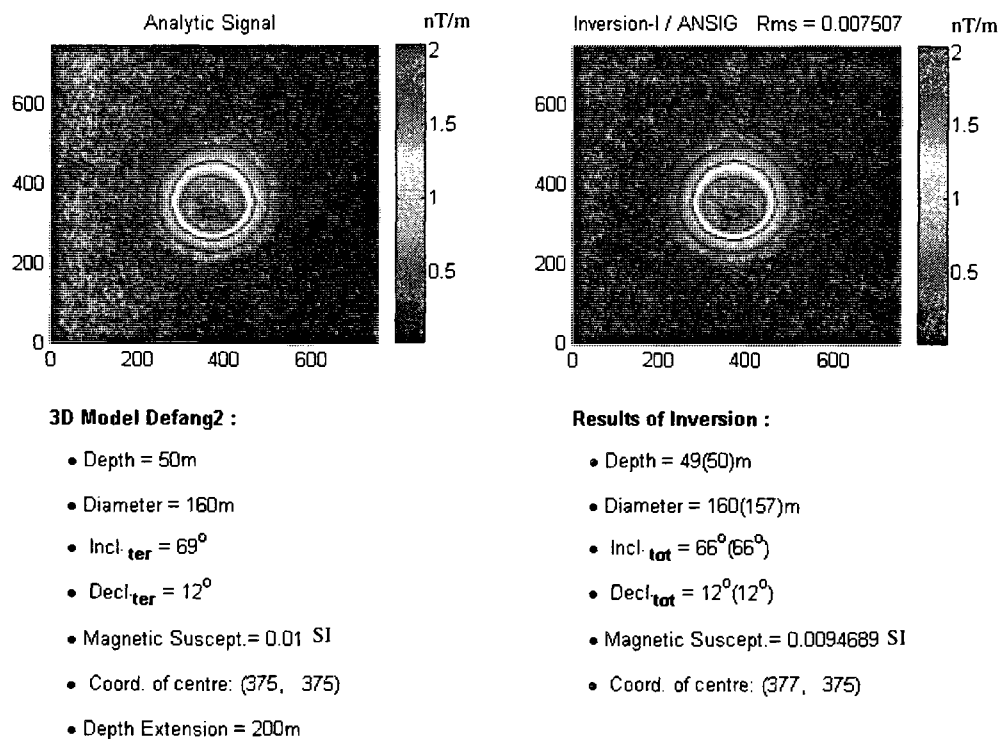 Analytic Signal
nT/m
2
1.5
1
0.5
600
400
200
0
0
200
400
600
Inversion-I / ANSIG Rms = 0.007507
nT/m
2
1.5
1
0.5
600
400
200
0
0
200
400
600
3D Model Defang2 :
• Depth = 50m
• Diameter = 160m
• Incl. ter = 69°
• Decl.ter = 12°
• Magnetic Suscept.= 0.01 SI
• Coord. of centre: (375, 375)
• Depth Extension = 200m
Results of Inversion :
• Depth = 49(50)m
• Diameter = 160(157)m
• Incl. tot = 66°(66°)
• Decl.tot = 12°(12°)
• Magnetic Suscept.= 0.0094689 SI
• Coord. of centre: (377, 375)